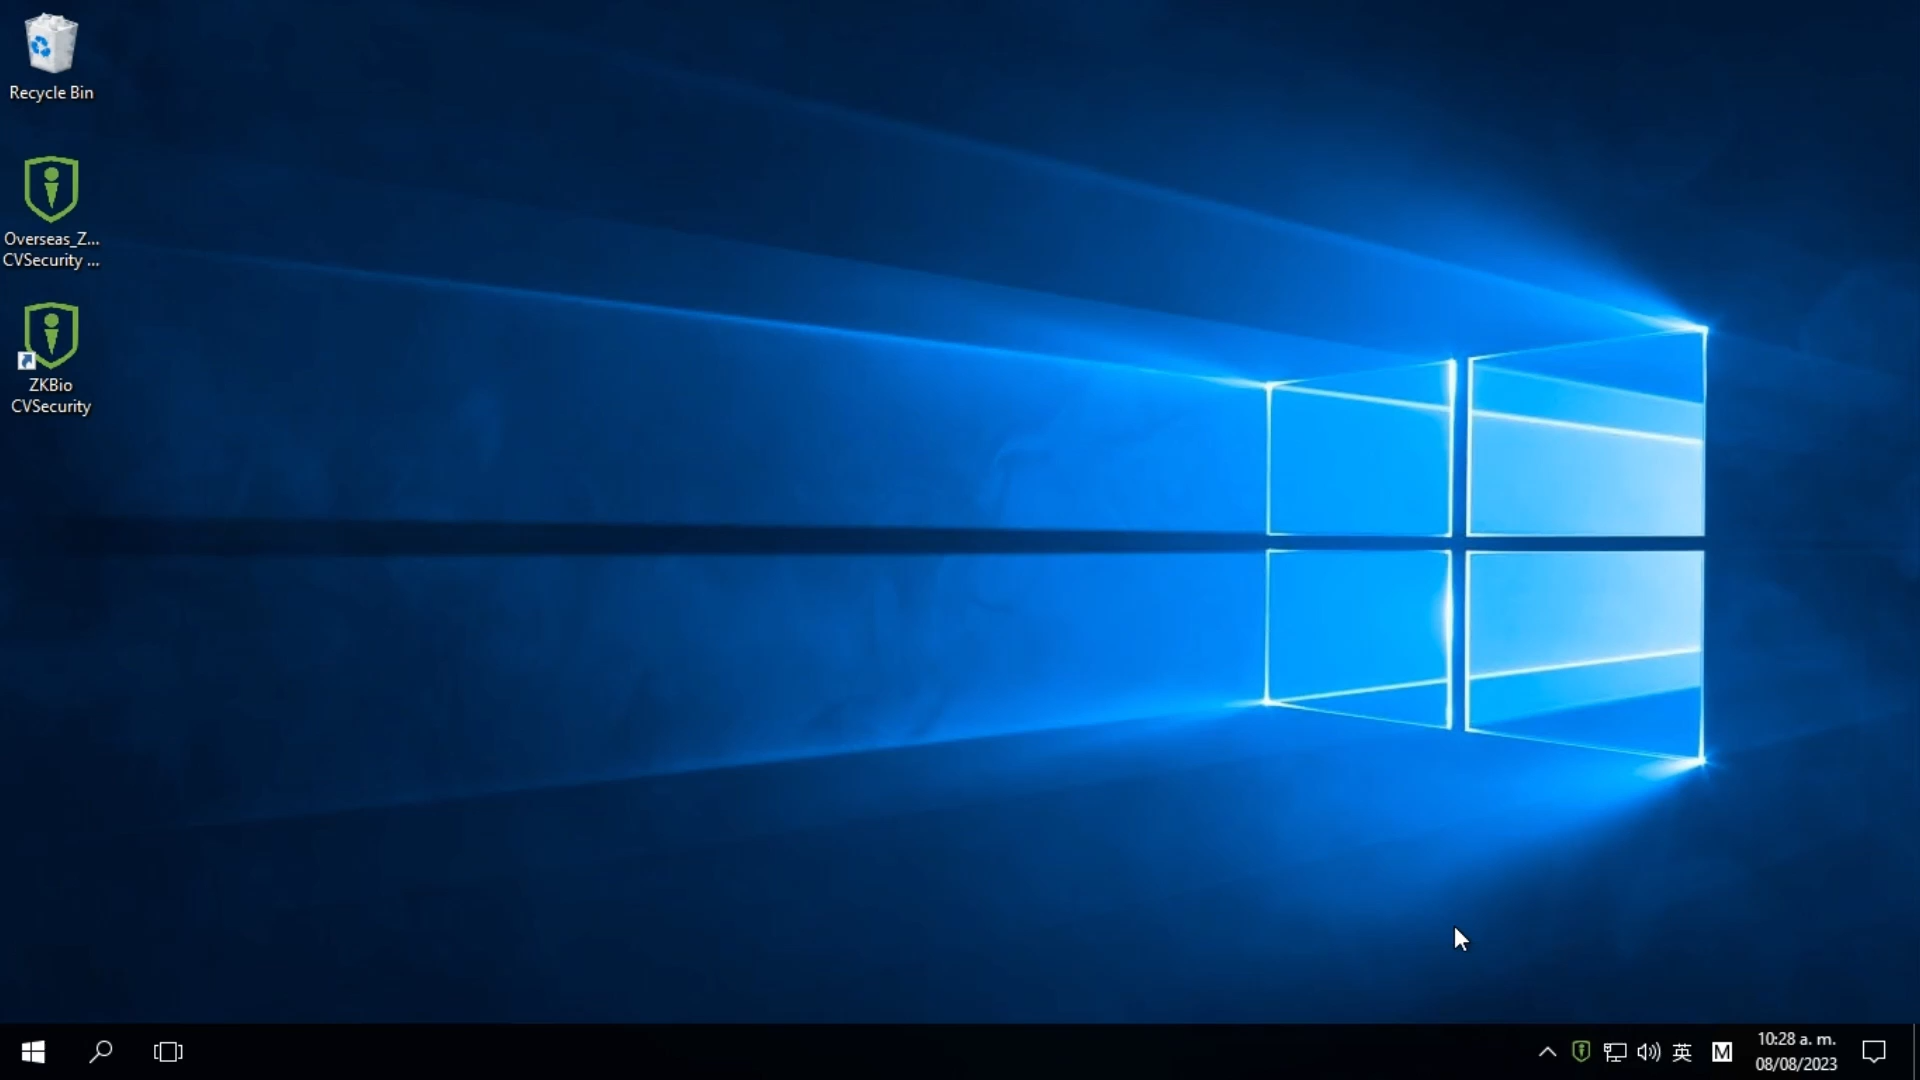 Recycle Bin
Overseas_Z...
CVSecurity ...
ZKBio
CVSecurity
英
M
10:28 a. m.
08/08/2023